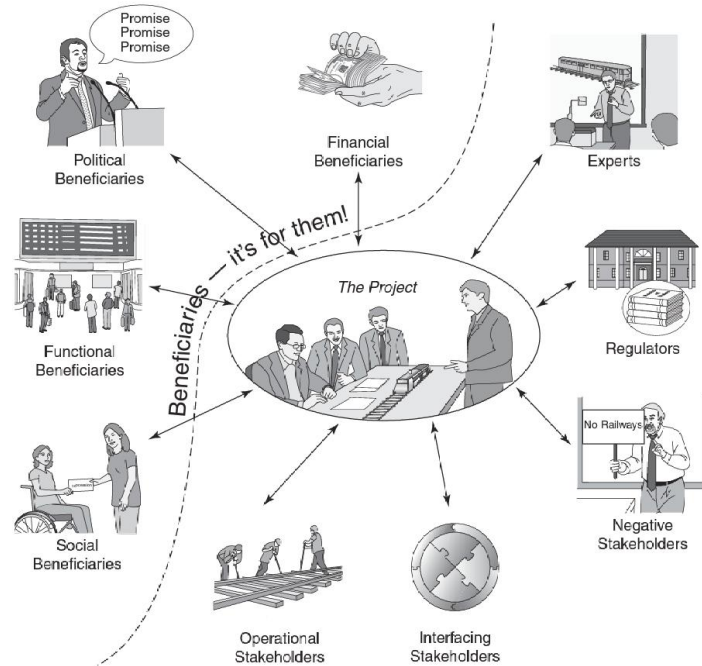 Promise
Promise
Promise
Political
Beneficiaries
Financial
Beneficiaries
Experts
Beneficiaries — it's for them!
The Project
Functional
Beneficiaries
Regulators
No Railways
Negative
Stakeholders
Social
Beneficiaries
Operational
Stakeholders
Interfacing
Stakeholders